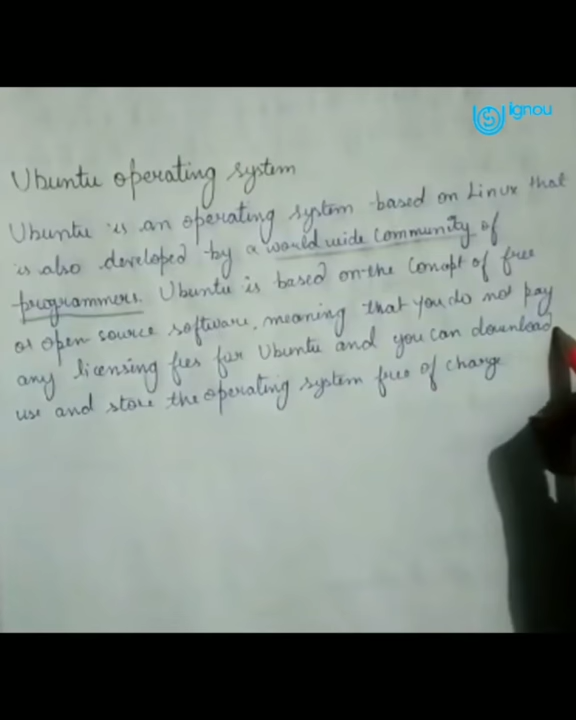 ignou
Ubuntu operating system
Ubuntu is an operating system based on Linux that
is also developed by a world wide community of
programmers. Ubuntu is based on the concept of free
or open source software, meaning that you do not pay
any licensing fees for Ubuntu and you can download
use and store the operating system free of charge